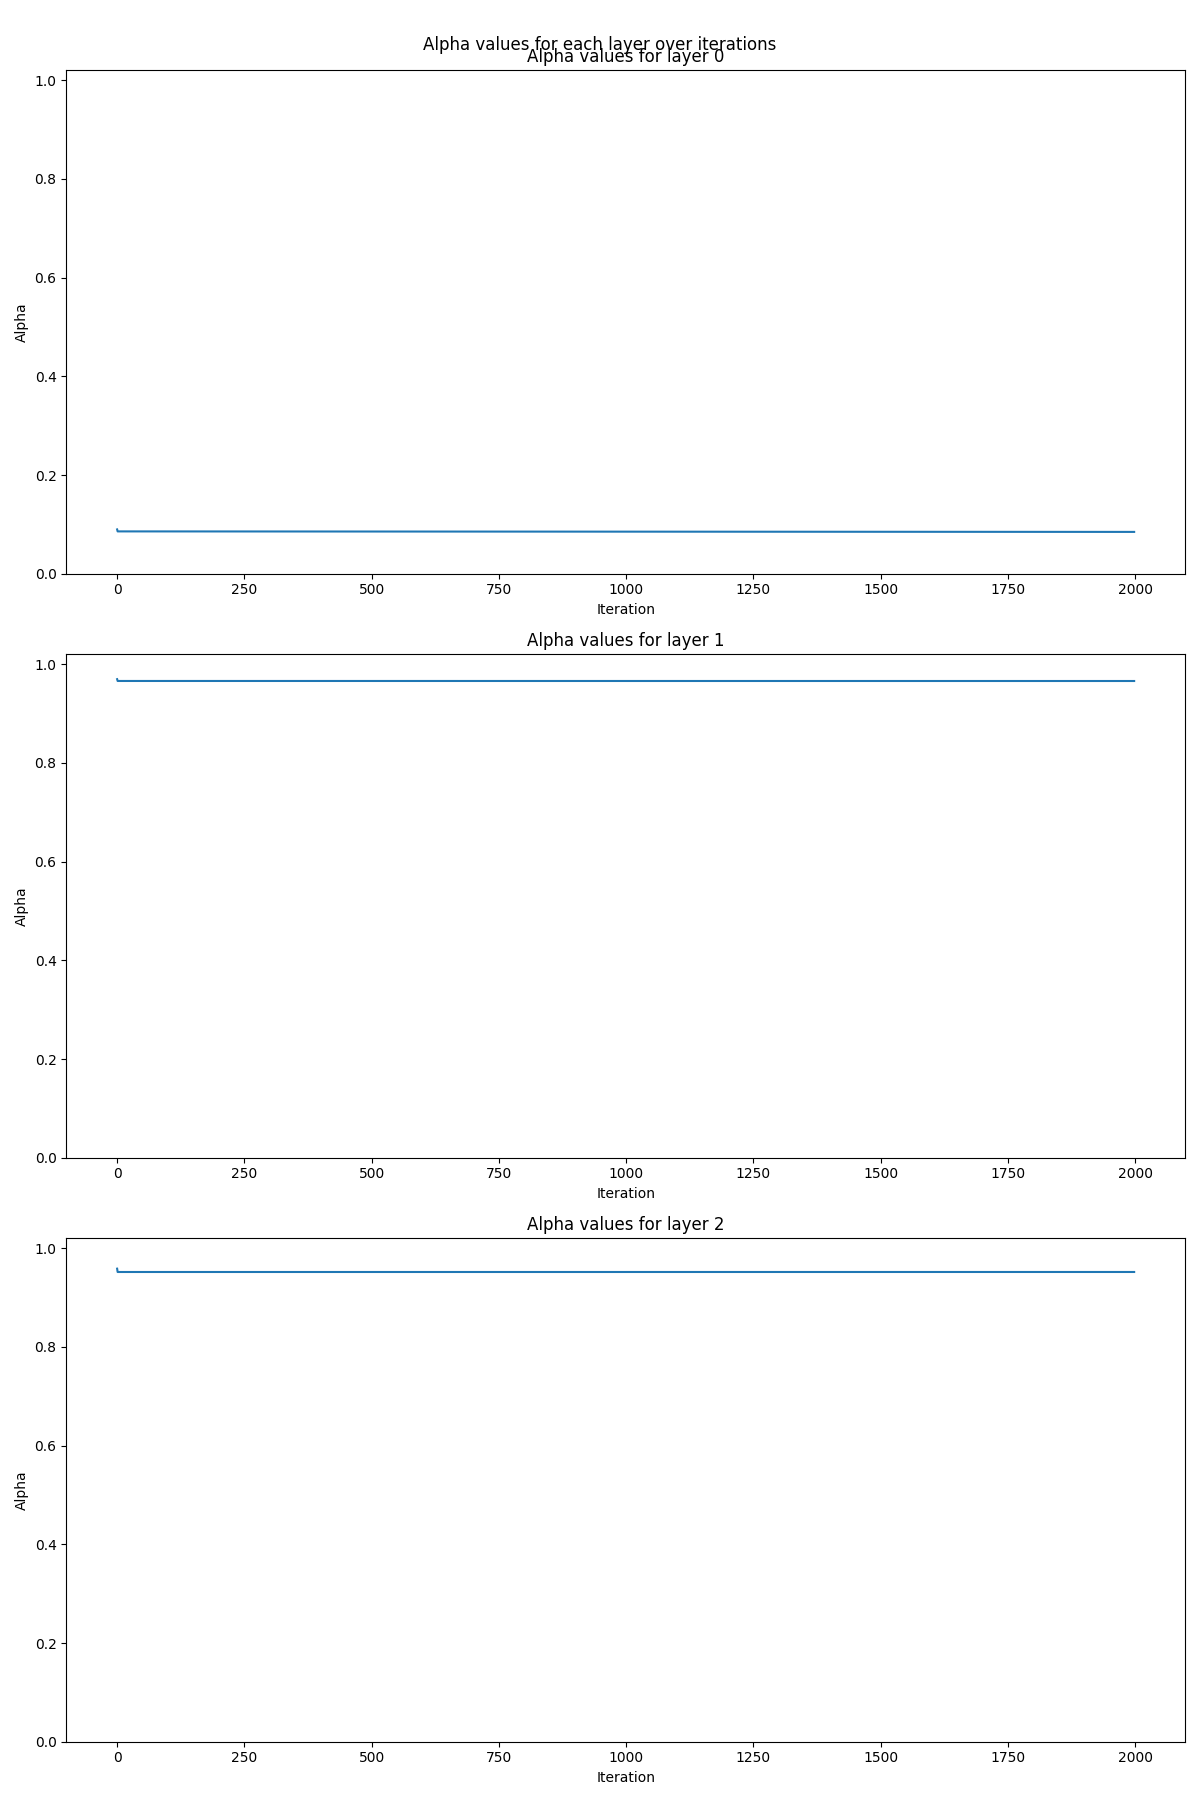 Alpha values for each layer over iterations
Alpha values for layer 0
1.0
0.8
0.6
0.4
0.2
0.0
Alpha
0 250 500 750 1000 1250 1500 1750 2000
Iteration
Alpha values for layer 1
1.0
0.8
0.6
0.4
0.2
0.0
Alpha
0 250 500 750 1000 1250 1500 1750 2000
Iteration
Alpha values for layer 2
1.0
0.8
0.6
0.4
0.2
0.0
Alpha
0 250 500 750 1000 1250 1500 1750 2000
Iteration